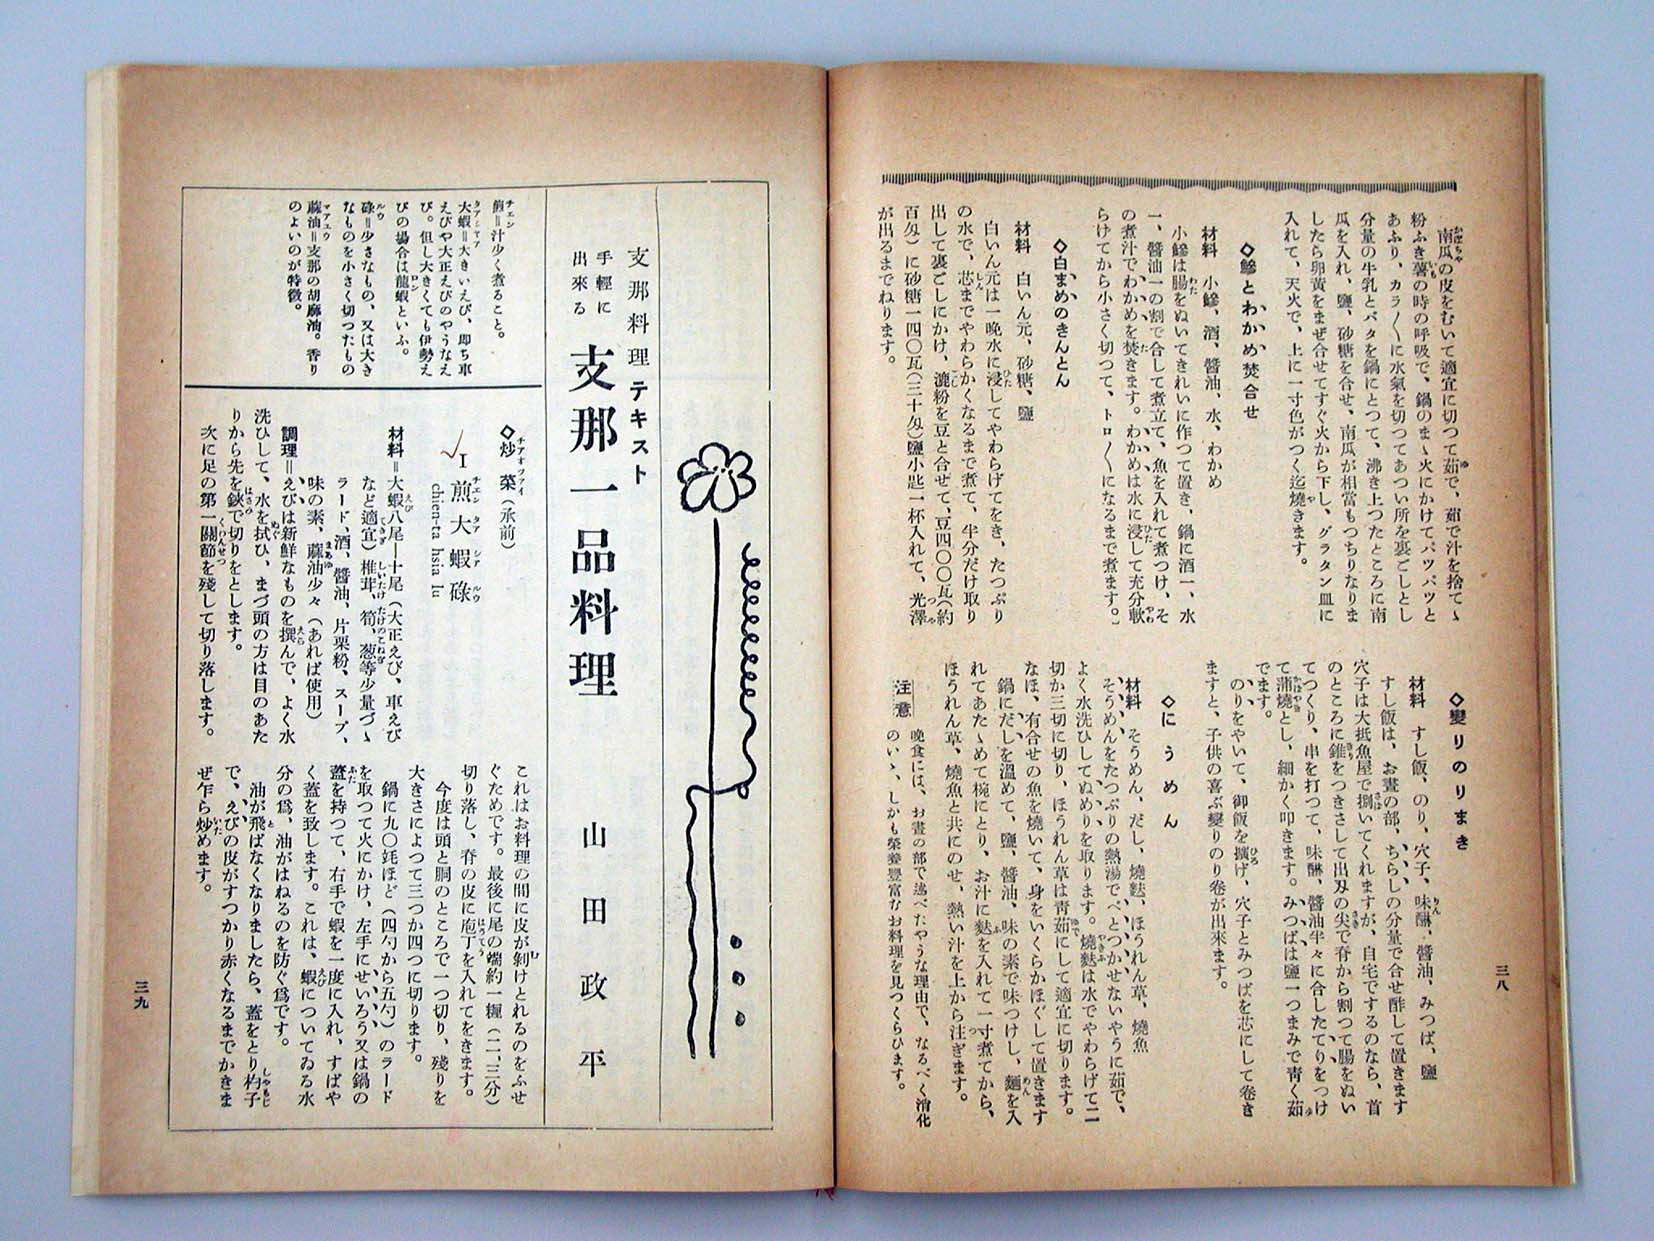 南瓜の皮をむいて適宜に切つて茹で、茹で汁を捨てゝ
粉ふき薯の時の呼吸で、鍋のまゝ火にかけてパツパツと
あふり、カラ〱に水氣を切つてあつい所を裏ごしとし
分量の牛乳とバタを鍋にとつて、沸き上つたところに南
瓜を入れ、鹽、砂糖を合せ、南瓜が相當もつちりなりま
したら卵黄をまぜ合せてすぐ火から下し、グラタン皿に
入れて、天火で、上に一寸色がつく迄燒きます。
◇鯵とわかめ焚合せ
材料 小鯵、酒、醤油、水、わかめ
小鯵は腸をぬいてきれいに作つて置き、鍋に酒一、水
一、醤油一の割で合して煮立て、魚を入れて煮つけ、そ
の煮汁でわかめを焚きます。わかめは水に浸して充分軟
らげてから小さく切つて、トロ〱になるまで煮ます。
◇白まめのきんとん
材料 白いん元、砂糖、鹽
白いん元は一晩水に浸してやわらげてをき、たつぷり
の水で、芯までやわらかくなるまで煮て、半分だけ取り
出して裏ごしにかけ、漉粉を豆と合せて、豆四〇〇瓦(約
百匁)に砂糖一四〇瓦(三十匁)鹽小匙一杯入れて、光澤
が出るまでねります。
◇變りのりまき
材料 すし飯、のり、穴子、味醂、醤油、みつば、鹽
すし飯は、お晝の部、ちらしの分量で合せ酢して置きます
穴子は大抵魚屋で捌いてくれますが、自宅でするのなら、首
のところに錐をつきさして出刄の尖で脊から割つて腸をぬい
てつくり、串を打つて、味醂、醤油半々に合したてりをつけ
て蒲燒とし、細かく叩きます。みつばは鹽一つまみで青く茹
でます。
のりをやいて、御飯を擴げ、穴子とみつばを芯にして卷き
ますと、子供の喜ぶ變りのり卷が出來ます。
◇にうめん
材料 そうめん、だし、燒麩、ほうれん草、燒魚
そうめんをたつぷりの熱湯でべとつかせないやうに茹で、
よく水洗ひしてぬめりを取ります。燒麩は水でやわらげて二
切か三切に切り、ほうれん草は青茹にして適宜に切ります。
なほ、有合せの魚を燒いて、身をいくらかほぐして置きます
鍋にだしを溫めて、鹽、醤油、味の素で味つけし、麺を入
れてあたゝめて椀にとり、お汁に麩を入れて一寸煮てから、
ほうれん草、燒魚と共にのせ、熱い汁を上から注ぎます。
注意 晩食には、お晝の部で述べたやうな理由で、なるべく消化
のいゝ、しかも榮養豐富なお料理を見つくらひます。
三八
支那料理テキスト
手輕に
出來る
支那一品料理
山田政平
煎＝汁少く煮ること。
大蝦＝大きいえび、即ち車
えびや大正えびのやうなえ
び。但し大きくても伊勢え
びの場合は龍蝦といふ。
碌＝少さなもの、又は大き
なものを小さく切つたもの
蔴油＝支那の胡麻油。香り
のよいのが特徴。
◇炒菜(承前)
1 煎大蝦碌
chien-ta hsia lu
材料＝大蝦八尾―十尾(大正えび、車えび
など適宜)椎茸、筍、葱等少量づゝ
ラード、酒、醤油、片栗粉、スープ、
味の素、蔴油少々(あれば使用)
調理＝えびは新鮮なものを撰んで、よく水
洗ひして、水を拭ひ、まづ頭の方は目のあた
りから先を鋏で切りをとします。
次に足の第一關節を殘して切り落します。
これはお料理の間に皮が剝けとれるのをふせ
ぐためです。最後に尾の端約一糎(二、三分)
切り落し、脊の皮に庖丁を入れてをきます。
今度は頭と胴のところで一つ切り、殘りを
大きさによつて三つか四つに切ります。
鍋に九〇竓ほど(四勺から五勺)のラード
を取つて火にかけ、左手にせいろう又は鍋の
蓋を持つて、右手で蝦を一度に入れ、すばや
く蓋を致します。これは、蝦についてゐる水
分の爲、油がはねるのを防ぐ爲です。
油が飛ばなくなりましたら、蓋をとり杓子
で、えびの皮がすつかり赤くなるまでかきま
ぜ乍ら炒めます。
三九